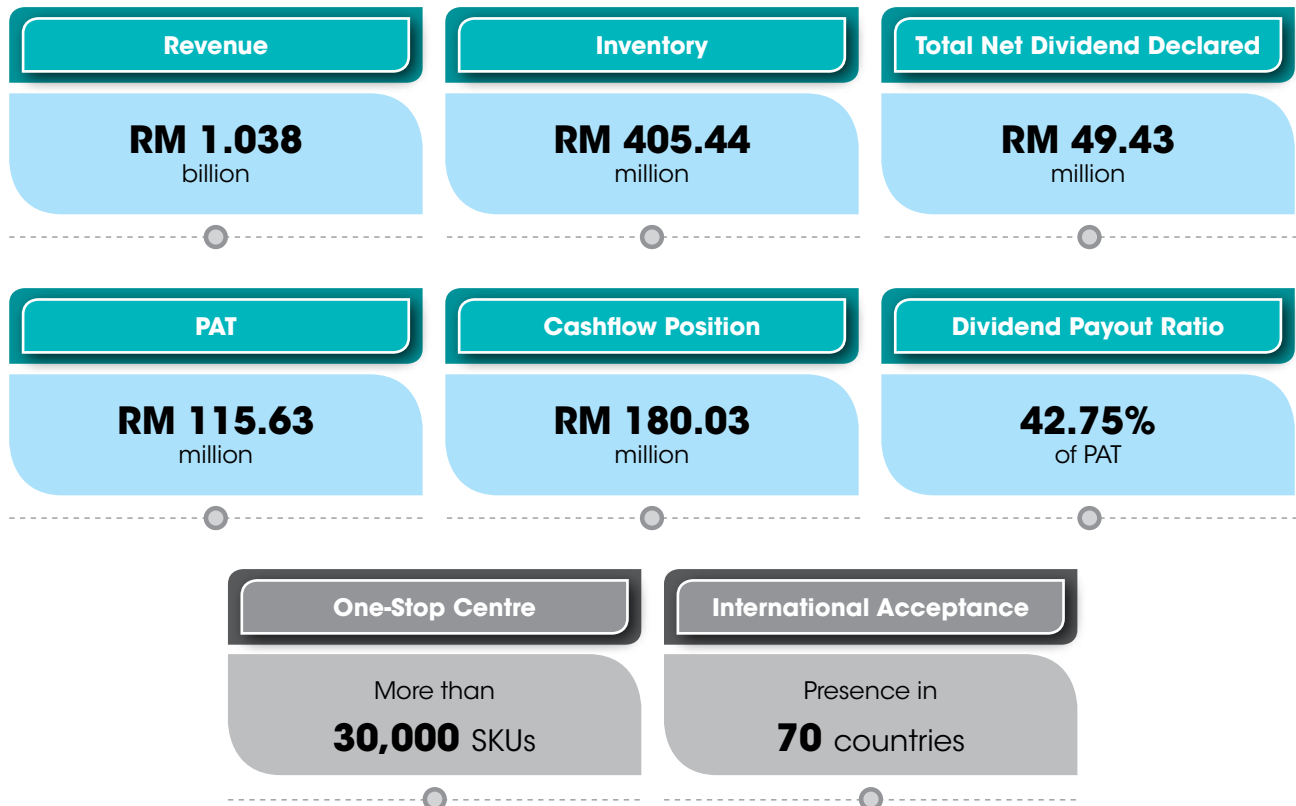 Revenue
RM 1.038
billion
Inventory
RM 405.44
million
Total Net Dividend Declared
RM 49.43
million
PAT
RM 115.63
million
Cashflow Position
RM 180.03
million
Dividend Payout Ratio
42.75%
of PAT
One-Stop Centre
More than
30,000 SKUs
International Acceptance
Presence in
70 countries